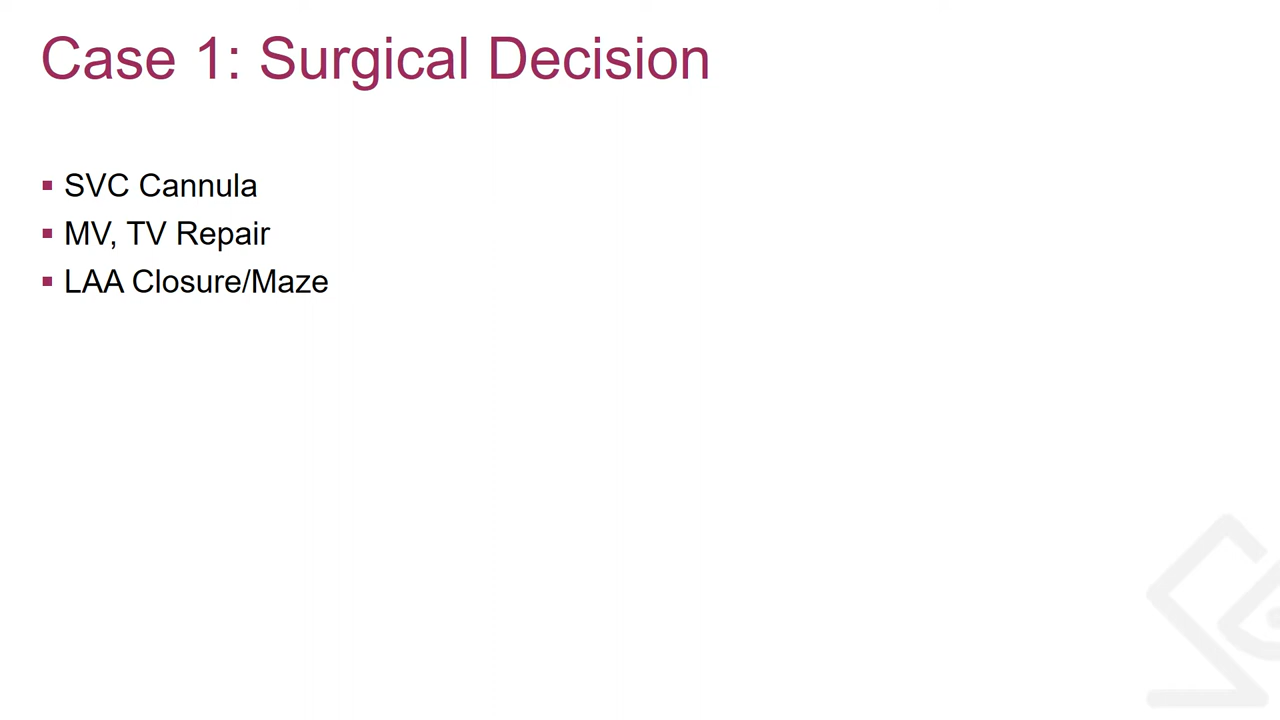 Case 1: Surgical Decision
▪ SVC Cannula
▪ MV, TV Repair
▪ LAA Closure/Maze